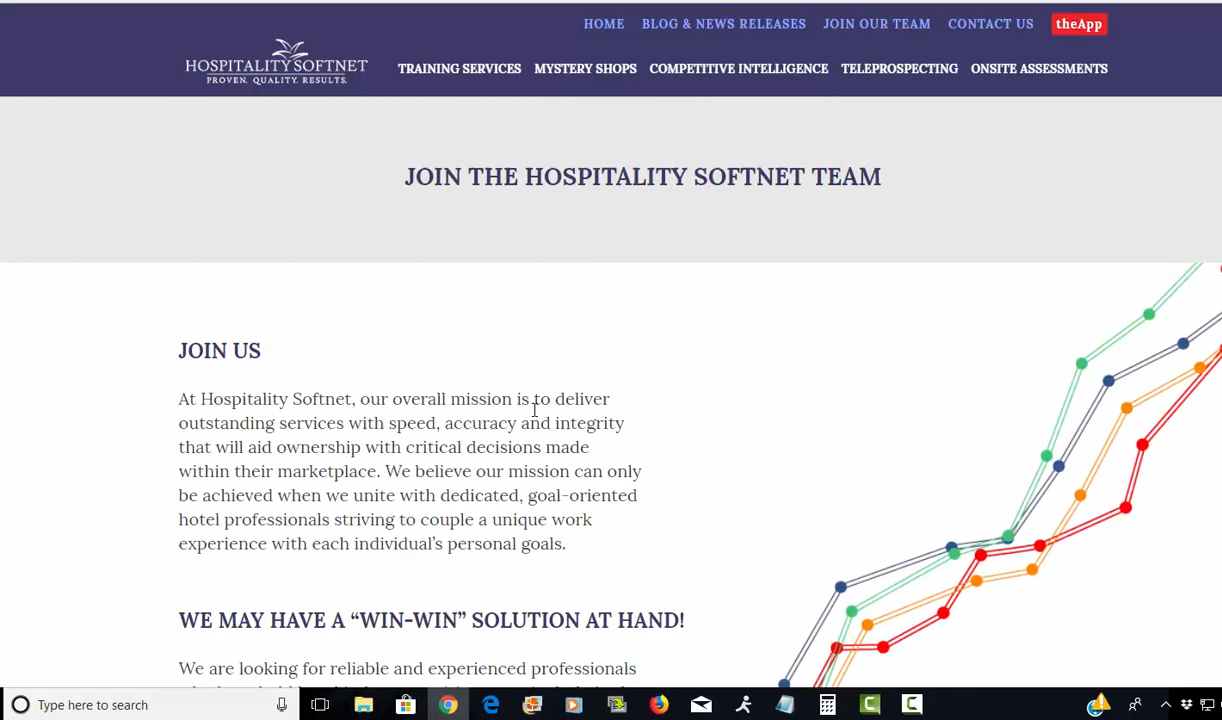 HOME BLOG & NEWS RELEASES JOIN OUR TEAM CONTACT US theApp
HOSPITALITY SOFTNET
PROVEN. QUALITY. RESULTS.
TRAINING SERVICES MYSTERY SHOPS COMPETITIVE INTELLIGENCE TELEPROSPECTING ONSITE ASSESSMENTS
JOIN THE HOSPITALITY SOFTNET TEAM
JOIN US
At Hospitality Softnet, our overall mission is to deliver
outstanding services with speed, accuracy and integrity
that will aid ownership with critical decisions made
within their marketplace. We believe our mission can only
be achieved when we unite with dedicated, goal-oriented
hotel professionals striving to couple a unique work
experience with each individual's personal goals.
WE MAY HAVE A “WIN-WIN” SOLUTION AT HAND!
We are looking for reliable and experienced professionals
Type here to search